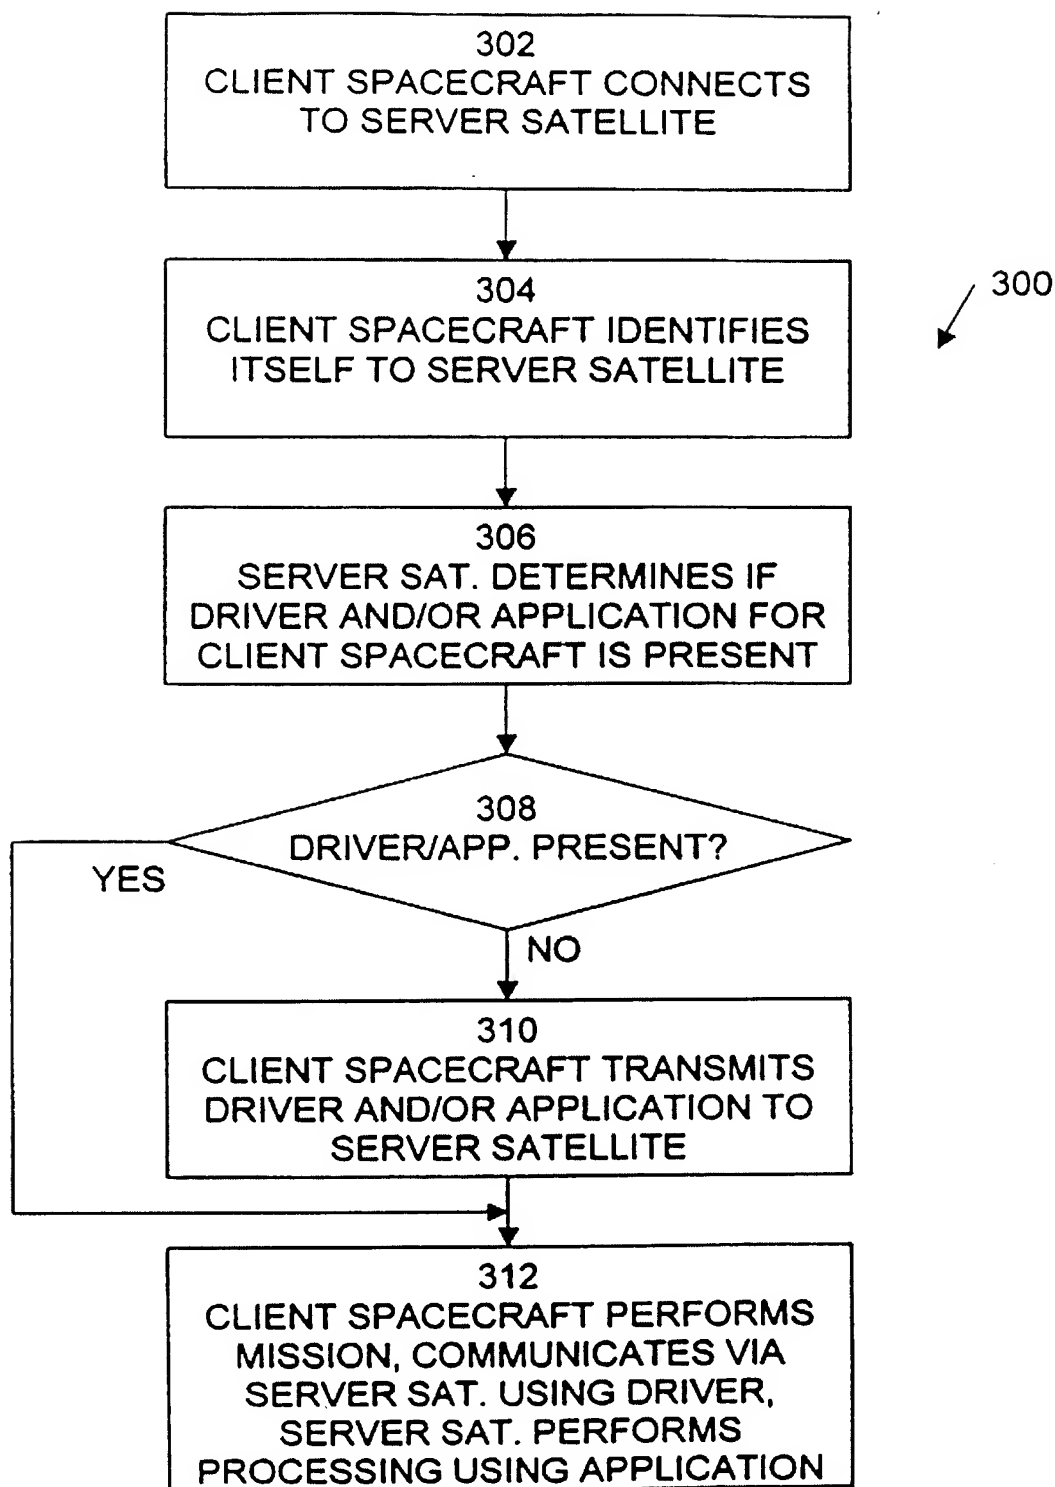 302
CLIENT SPACECRAFT CONNECTS
TO SERVER SATELLITE
304
CLIENT SPACECRAFT IDENTIFIES
ITSELF TO SERVER SATELLITE
300
306
SERVER SAT. DETERMINES IF
DRIVER AND/OR APPLICATION FOR
CLIENT SPACECRAFT IS PRESENT
308
DRIVER/APP. PRESENT?
YES
NO
310
CLIENT SPACECRAFT TRANSMITS
DRIVER AND/OR APPLICATION TO
SERVER SATELLITE
312
CLIENT SPACECRAFT PERFORMS
MISSION, COMMUNICATES VIA
SERVER SAT. USING DRIVER,
SERVER SAT. PERFORMS
PROCESSING USING APPLICATION